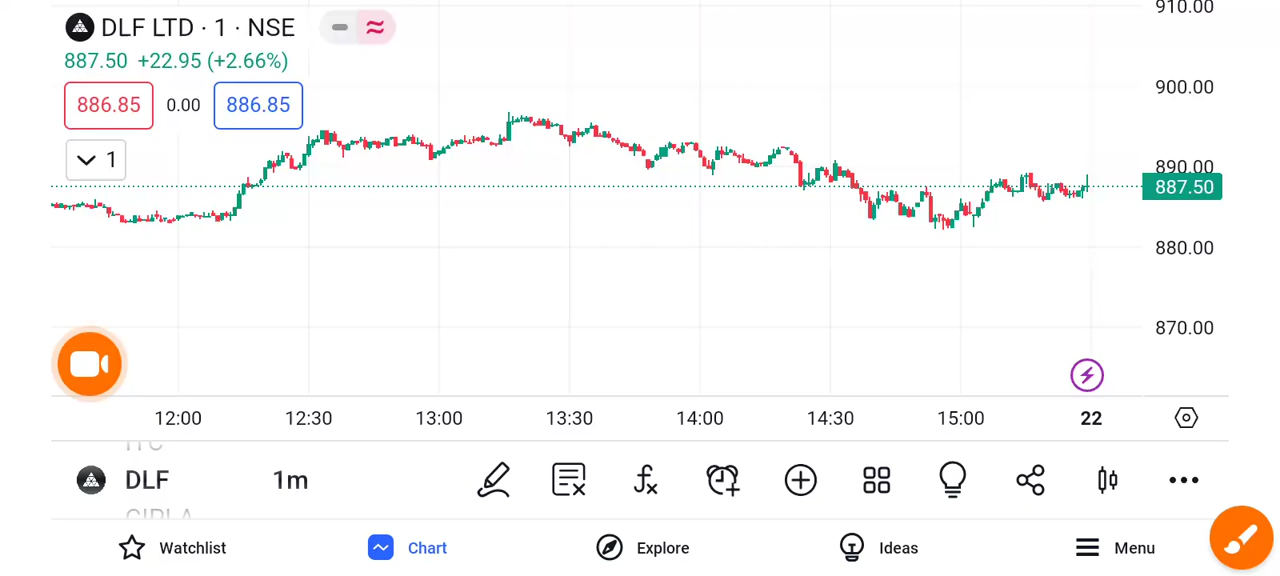 910.00
DLF LTD · 1 · NSE
887.50 +22.95 (+2.66%)
886.85 0.00 886.85
900.00
1
890.00
887.50
880.00
870.00
12:00 12:30 13:00 13:30 14:00 14:30 15:00 22
ITC
DLF 1m
CIPLA
Watchlist Chart Explore Ideas Menu